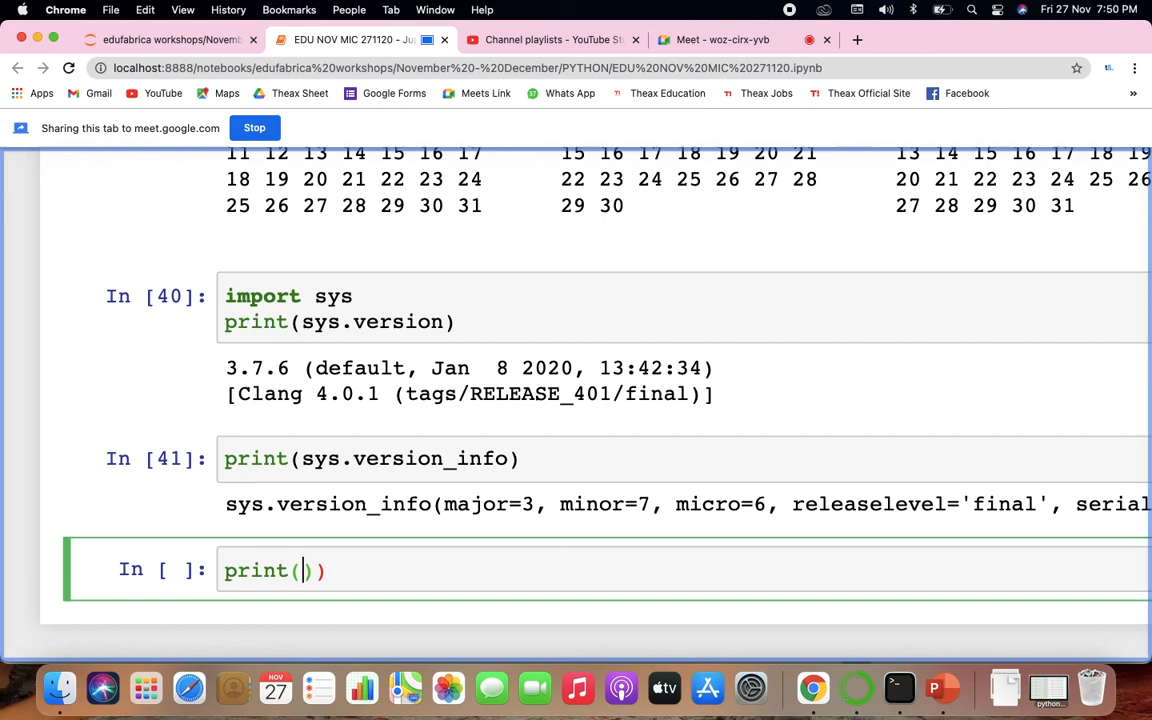 Chrome File Edit View History Bookmarks People Tab Window Help Fri 27 Nov 7:50 PM
edufabrica workshops/Novemb EDU NOV MIC 271120 - Ju Channel playlists - YouTube St Meet - woz-cirx-yvb
localhost:8888/notebooks/edufabrica%20workshops/November%20-%20December/PYTHON/EDU%20NOV%20MIC%20271120.ipynb
Apps Gmail YouTube Maps Theax Sheet Google Forms Meets Link Whats App Theax Education Theax Jobs Theax Official Site Facebook »
Sharing this tab to meet.google.com Stop
11 12 13 14 15 16 17 15 16 17 18 19 20 21 13 14 15 16 17 18 19
18 19 20 21 22 23 24 22 23 24 25 26 27 28 20 21 22 23 24 25 26
25 26 27 28 29 30 31 29 30 27 28 29 30 31
In [40]: import sys
print(sys.version)
3.7.6 (default, Jan  8 2020, 13:42:34)
[Clang 4.0.1 (tags/RELEASE_401/final)]
In [41]: print(sys.version_info)
sys.version_info(major=3, minor=7, micro=6, releaselevel='final', serial
In [ ]: print())
NOV
27
tv
python...